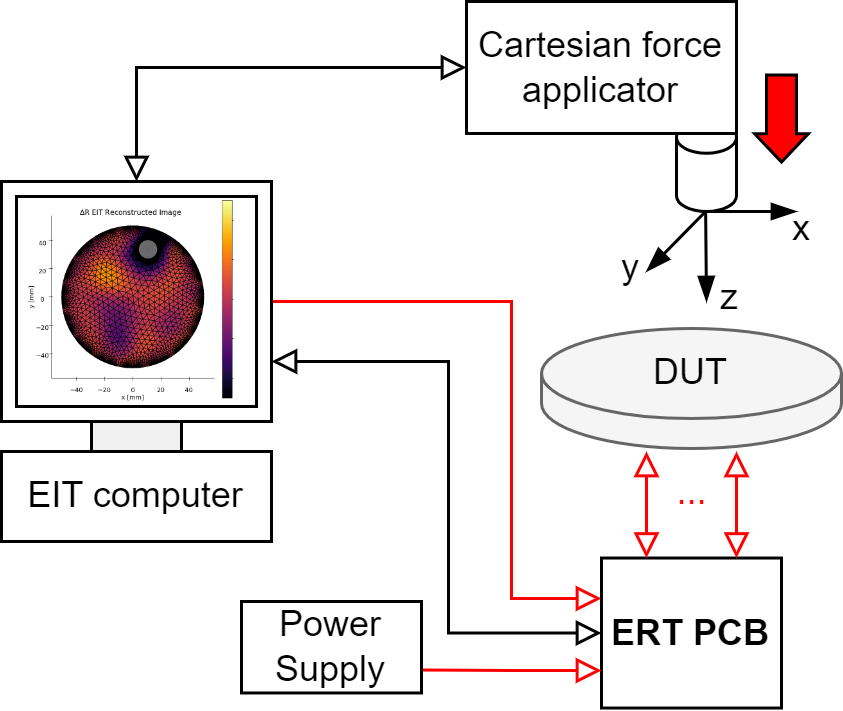 Cartesian force
applicator
ΔR EIT Reconstructed Image
40
20
0
−20
−40
y [mm]
−40 −20 0 20 40
x [mm]
x
y
z
DUT
...
EIT computer
Power
Supply
ERT PCB